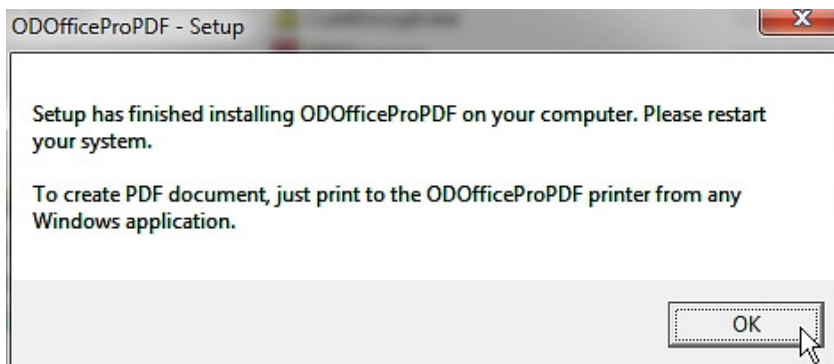 ODOfficeProPDF - Setup
Setup has finished installing ODOfficeProPDF on your computer. Please restart
your system.
To create PDF document, just print to the ODOfficeProPDF printer from any
Windows application.
OK